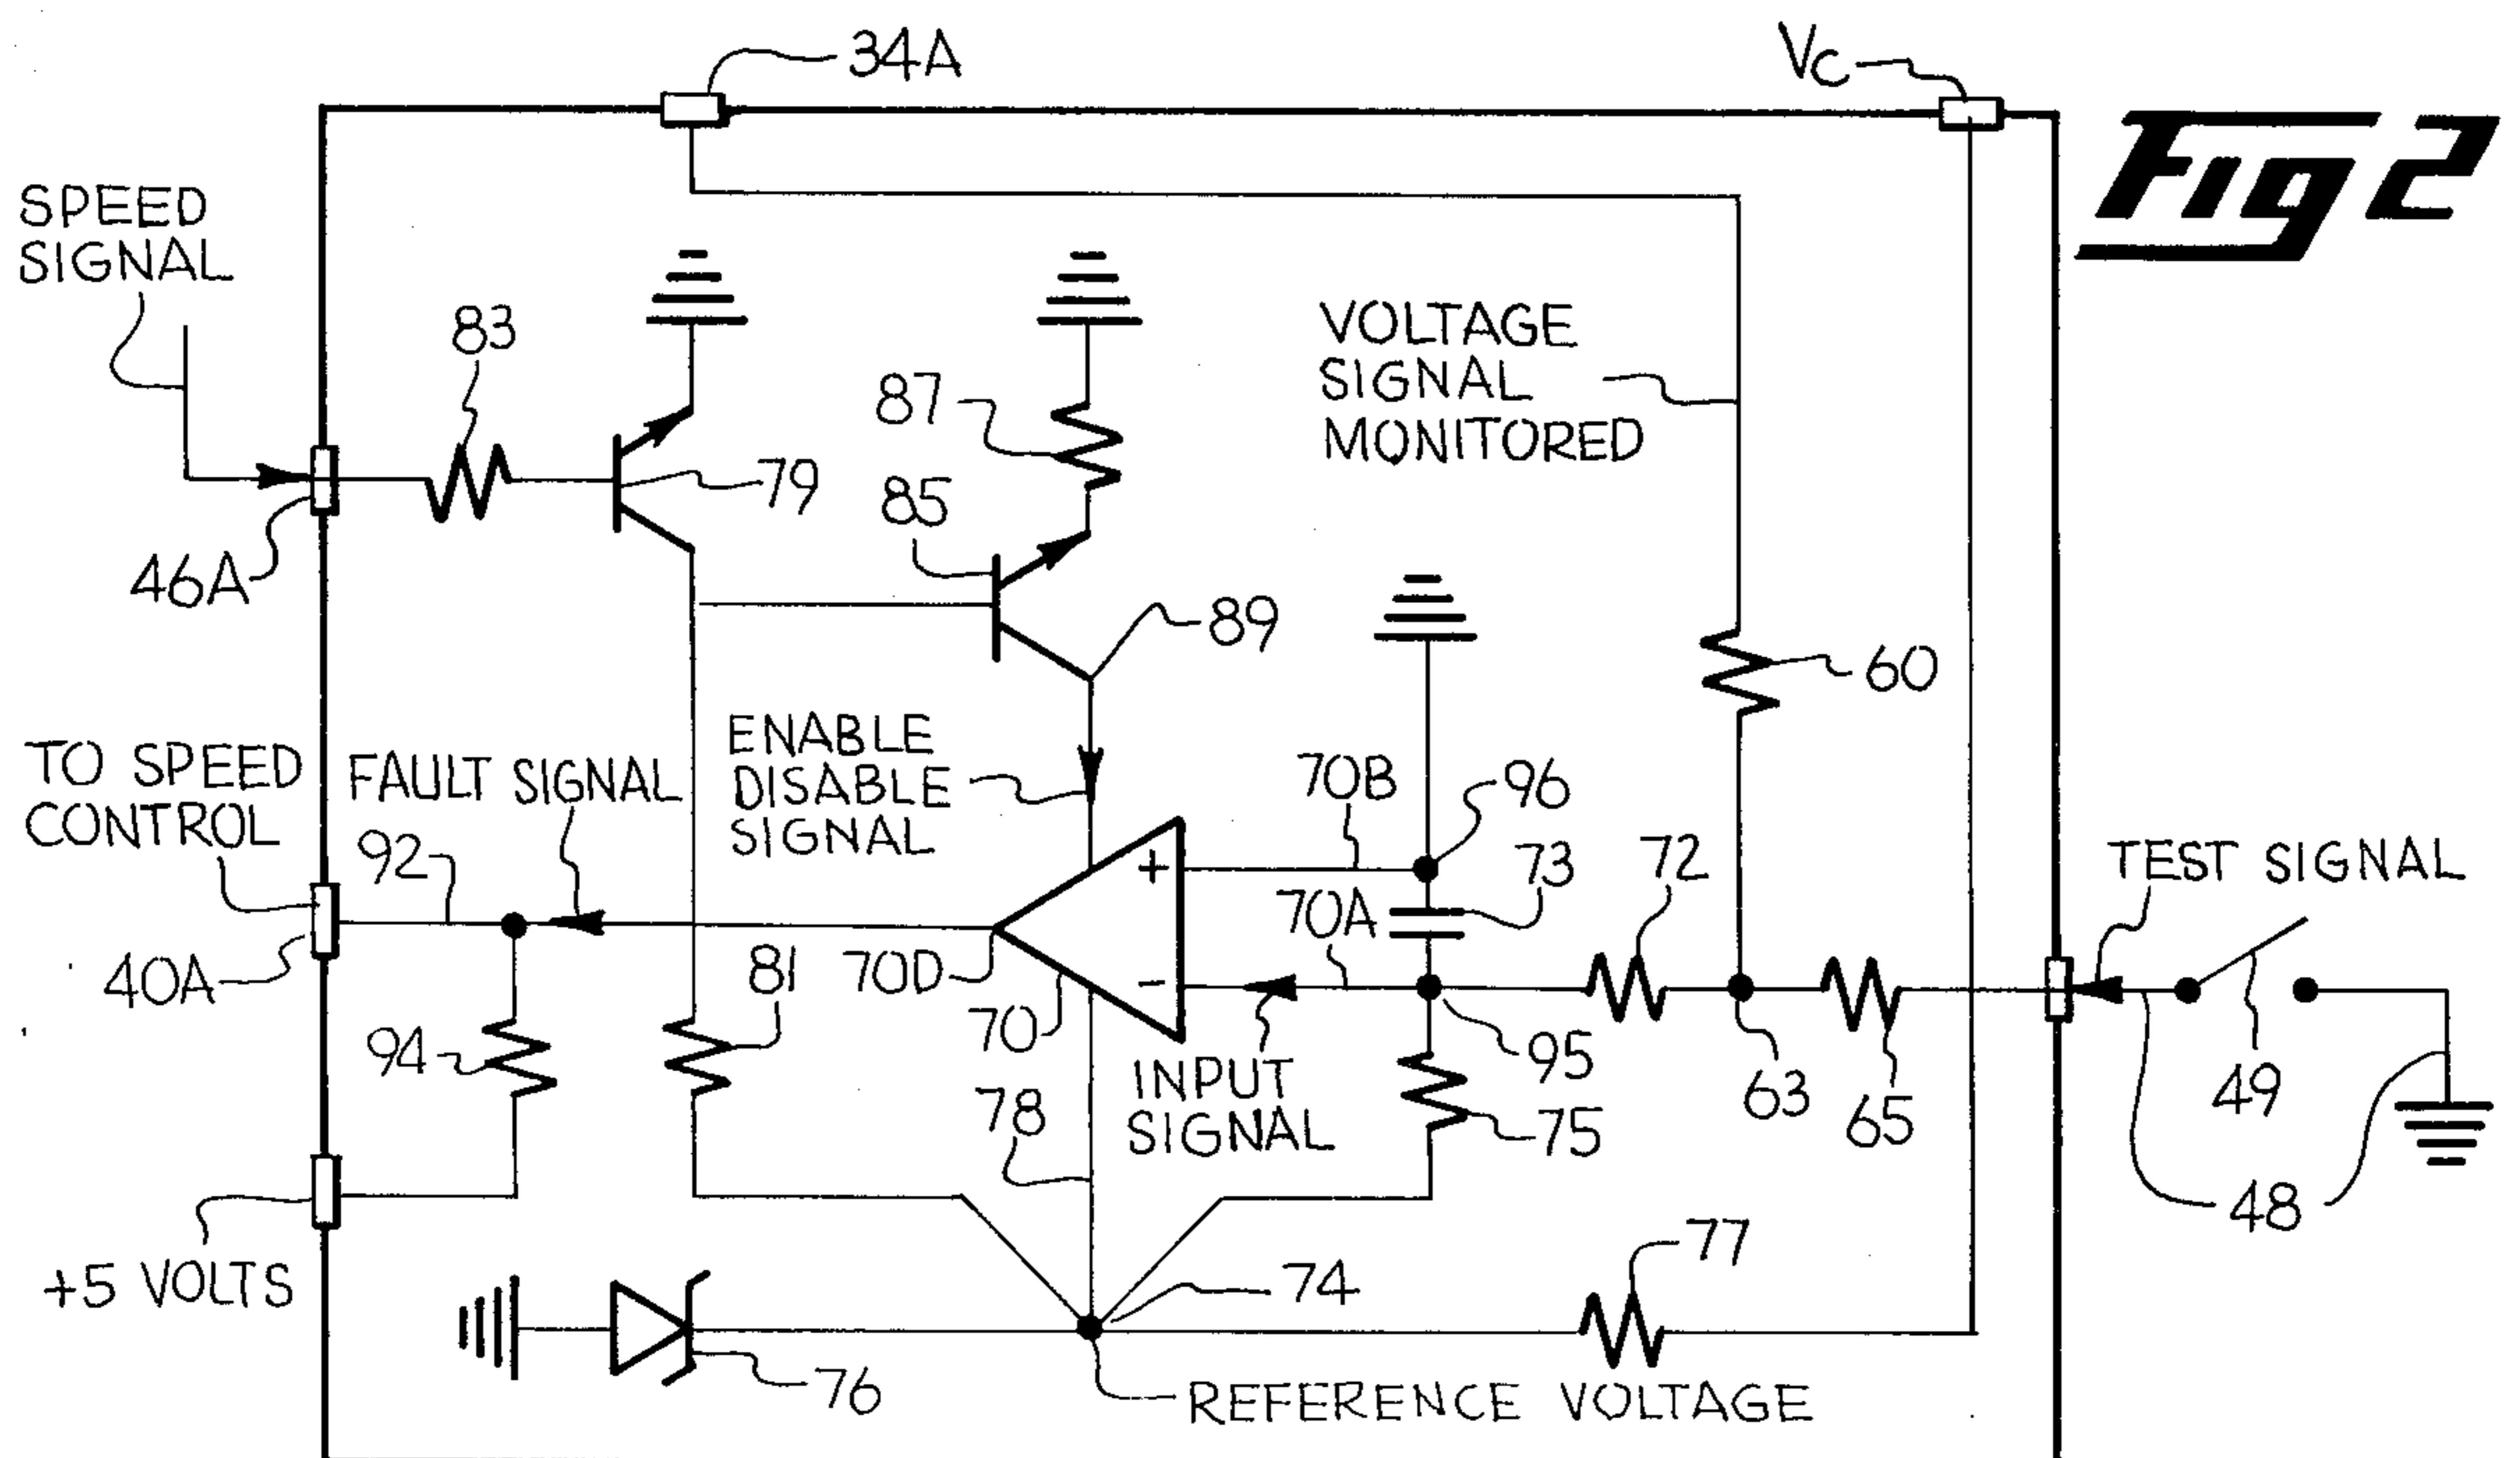 34A
Vc
Fig 2
SPEED
SIGNAL
83
87
VOLTAGE
SIGNAL
MONITORED
79
85
46A
89
60
ENABLE
DISABLE
SIGNAL
TO SPEED
CONTROL
FAULT SIGNAL
70B
96
92
+
73
72
TEST SIGNAL
70A
40A
81
70D
-
94
70
INPUT
SIGNAL
95
63
65
49
78
75
48
+5 VOLTS
77
74
76
REFERENCE VOLTAGE